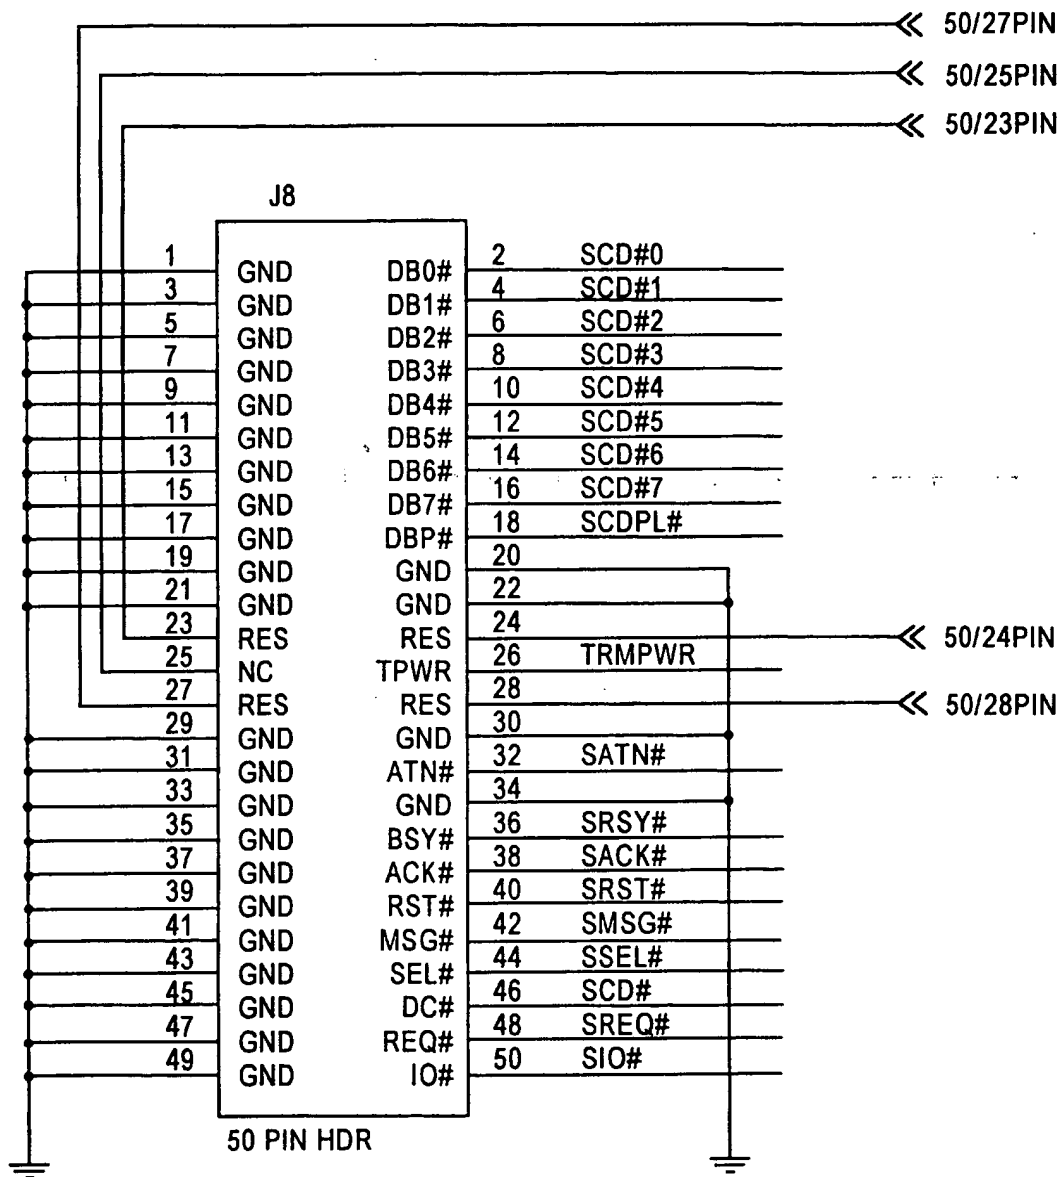 50/27PIN
50/25PIN
50/23PIN
J8
1 GND DB0# 2 SCD#0
3 GND DB1# 4 SCD#1
5 GND DB2# 6 SCD#2
7 GND DB3# 8 SCD#3
9 GND DB4# 10 SCD#4
11 GND DB5# 12 SCD#5
13 GND DB6# 14 SCD#6
15 GND DB7# 16 SCD#7
17 GND DBP# 18 SCDPL#
19 GND GND 20
21 GND GND 22
23 RES RES 24 50/24PIN
25 NC TPWR 26 TRMPWR
27 RES RES 28 50/28PIN
29 GND GND 30
31 GND ATN# 32 SATN#
33 GND GND 34
35 GND BSY# 36 SRSY#
37 GND ACK# 38 SACK#
39 GND RST# 40 SRST#
41 GND MSG# 42 SMSG#
43 GND SEL# 44 SSEL#
45 GND DC# 46 SCD#
47 GND REQ# 48 SREQ#
49 GND IO# 50 SIO#
50 PIN HDR